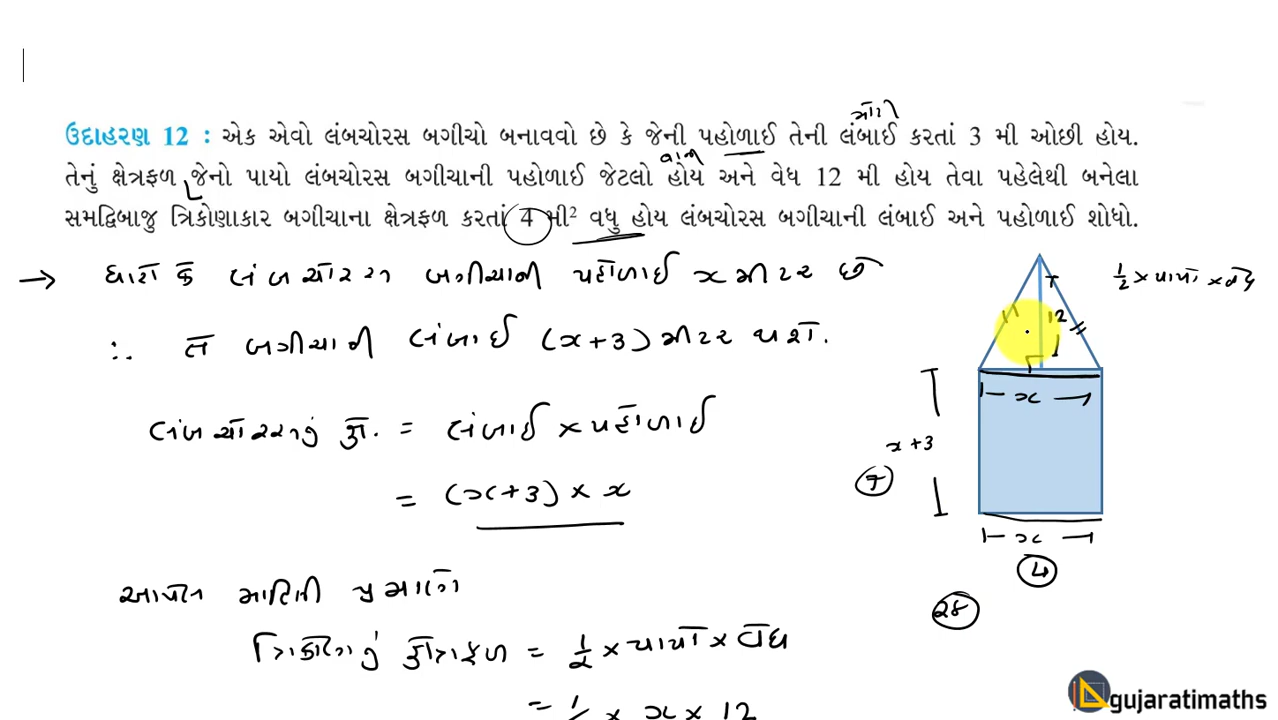 ઉદાહરણ 12 : એક એવો લંબચોરસ બગીચો બનાવવો છે કે જેની પહોળાઈ તેની લંબાઈ કરતાં 3 મી ઓછી હોય.
તેનું ક્ષેત્રફળ જેનો પાયો લંબચોરસ બગીચાની પહોળાઈ જેટલો હોય અને વેધ 12 મી હોય તેવા પહેલેથી બનેલા
સમદ્વિબાજુ ત્રિકોણાકાર બગીચાના ક્ષેત્રફળ કરતાં 4 મી² વધુ હોય લંબચોરસ બગીચાની લંબાઈ અને પહોળાઈ શોધો.
→ ધારો કે લંબચોરસ બગીચાની પહોળાઈ x મીટર છે
∴ તે બગીચાની લંબાઈ (x+3) મીટર થશે.
લંબચોરસનું ક્ષે. = લંબાઈ × પહોળાઈ
= (x+3) × x
આપેલ માહિતી પ્રમાણે
ત્રિકોણનું ક્ષેત્રફળ = 1/2 × પાયો × વેધ
= 1/2 × x × 12
1/2 × પાયો × વેધ
12
x
x+3
7
x
4
28
gujaratimaths